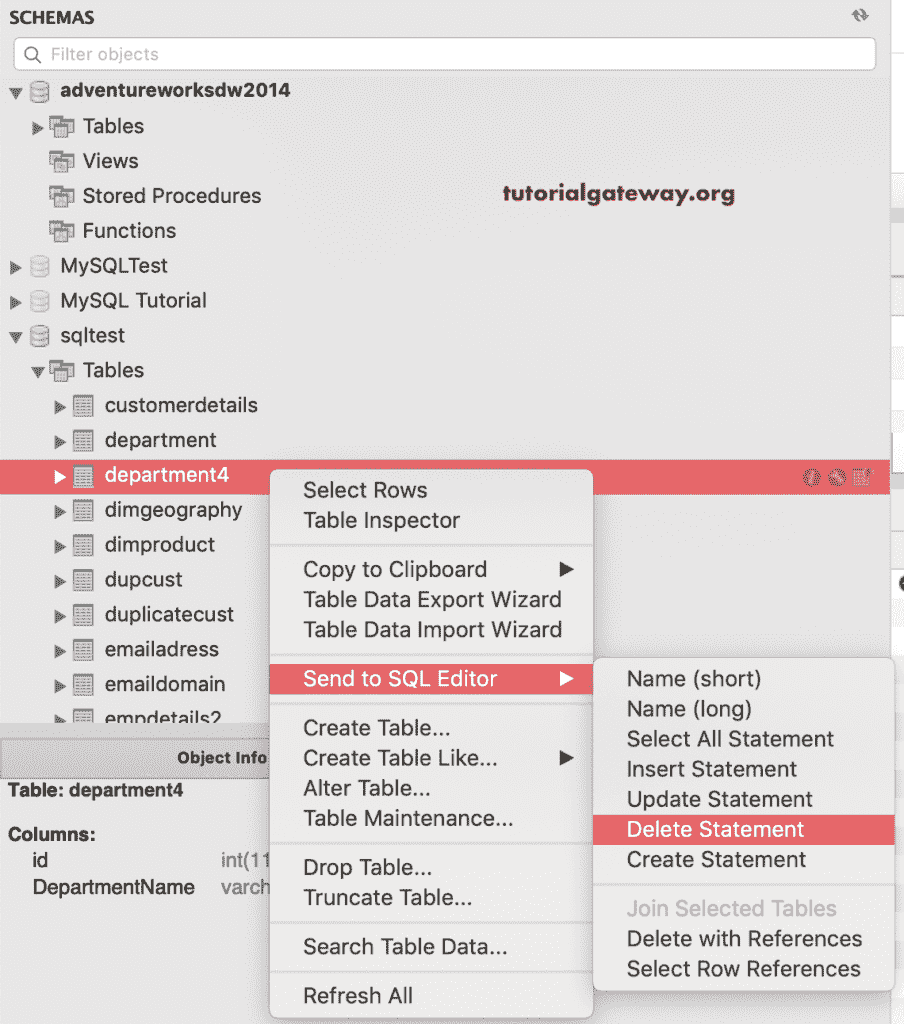 SCHEMAS
Filter objects
adventureworksdw2014
Tables
Views
Stored Procedures
tutorialgateway.org
Functions
MySQLTest
MySQL Tutorial
sqltest
Tables
customerdetails
department
department4
dimgeography
dimproduct
dupcust
duplicatecust
emailadress
emaildomain
empdetails2
Object Info
Table: department4
Columns:
id int(11
DepartmentName varch
Select Rows
Table Inspector
Copy to Clipboard
Table Data Export Wizard
Table Data Import Wizard
Send to SQL Editor
Create Table...
Create Table Like...
Alter Table...
Table Maintenance...
Drop Table...
Truncate Table...
Search Table Data...
Refresh All
Name (short)
Name (long)
Select All Statement
Insert Statement
Update Statement
Delete Statement
Create Statement
Join Selected Tables
Delete with References
Select Row References